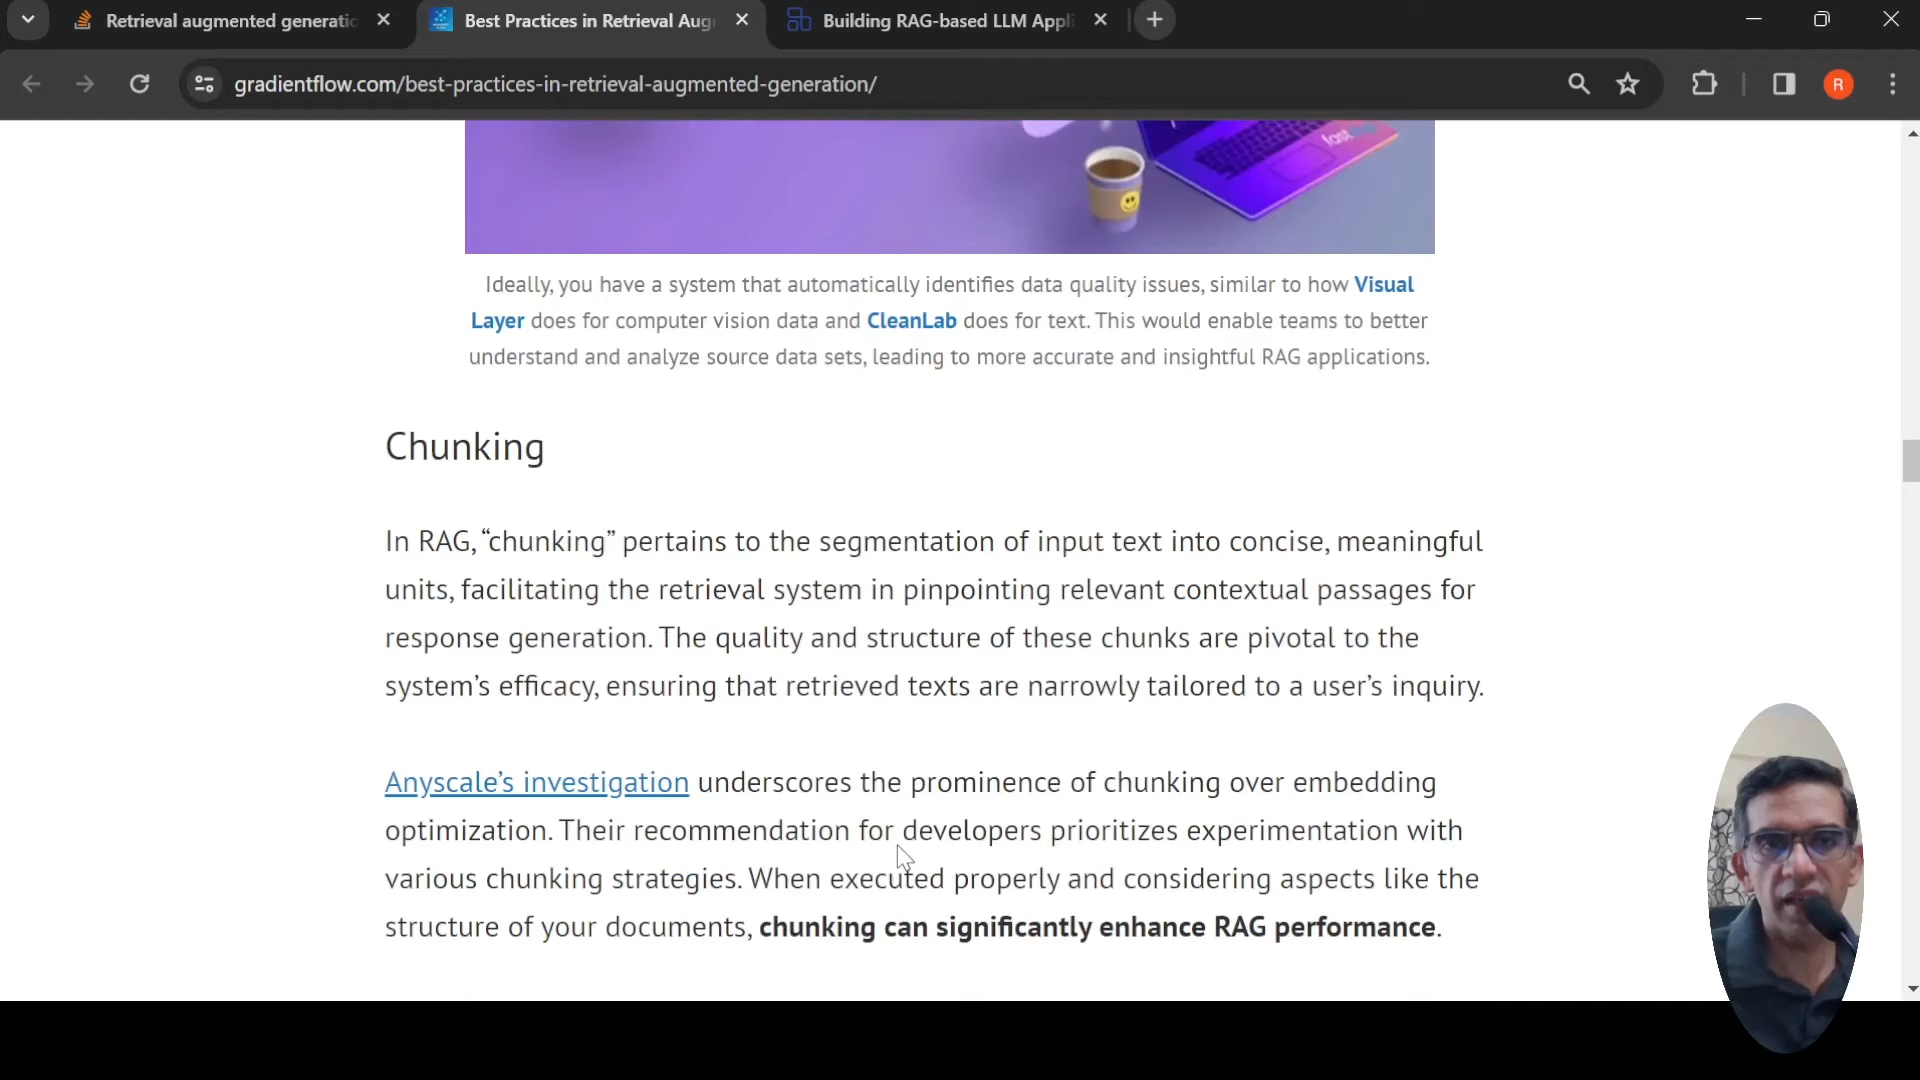 Retrieval augmented generatic
Best Practices in Retrieval Aug
Building RAG-based LLM Appli
gradientflow.com/best-practices-in-retrieval-augmented-generation/
R
fast
Ideally, you have a system that automatically identifies data quality issues, similar to how Visual
Layer does for computer vision data and CleanLab does for text. This would enable teams to better
understand and analyze source data sets, leading to more accurate and insightful RAG applications.
Chunking
In RAG, “chunking” pertains to the segmentation of input text into concise, meaningful
units, facilitating the retrieval system in pinpointing relevant contextual passages for
response generation. The quality and structure of these chunks are pivotal to the
system’s efficacy, ensuring that retrieved texts are narrowly tailored to a user’s inquiry.
Anyscale’s investigation underscores the prominence of chunking over embedding
optimization. Their recommendation for developers prioritizes experimentation with
various chunking strategies. When executed properly and considering aspects like the
structure of your documents, chunking can significantly enhance RAG performance.